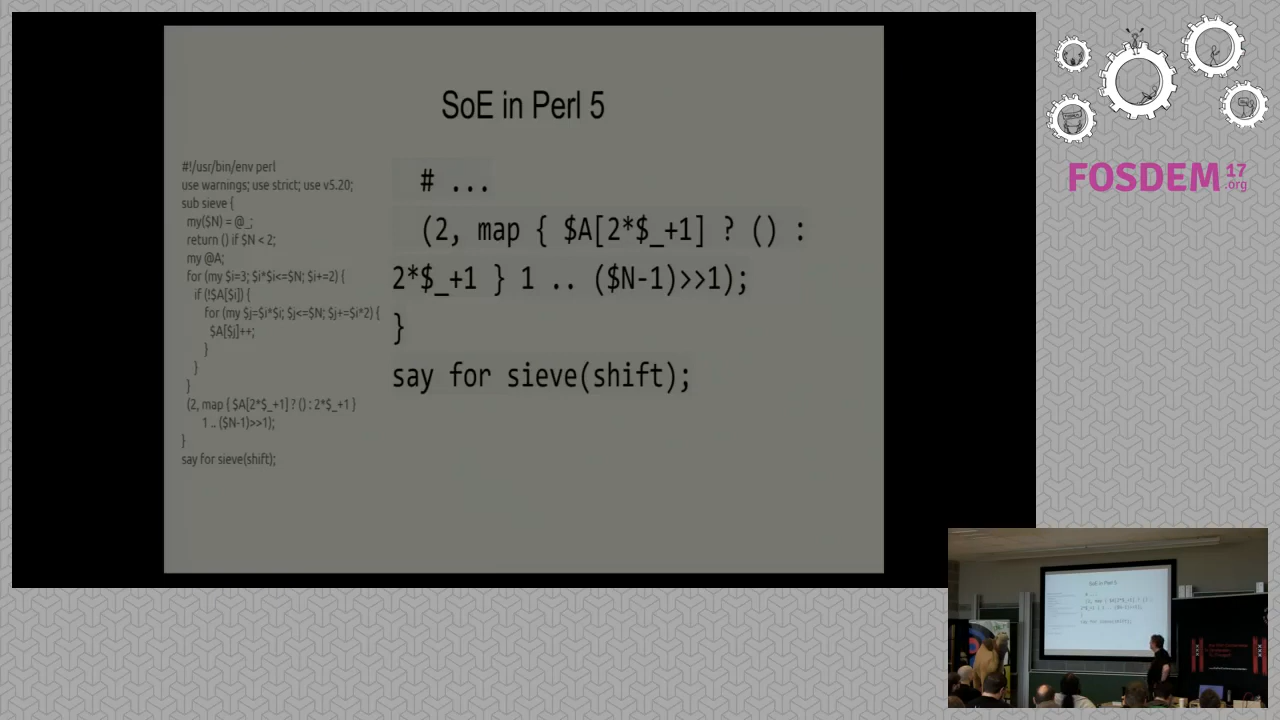 SoE in Perl 5
#!/usr/bin/env perl
use warnings; use strict; use v5.20;
sub sieve {
my($N) = @_;
return () if $N < 2;
my @A;
for (my $i=3; $i*$i<=$N; $i+=2) {
if (!$A[$i]) {
for (my $j=$i*$i; $j<=$N; $j+=$i*2) {
$A[$j]++;
}
}
}
(2, map { $A[2*$_+1] ? () : 2*$_+1 }
1 .. ($N-1)>>1);
}
say for sieve(shift);
# ...
(2, map { $A[2*$_+1] ? () :
2*$_+1 } 1 .. ($N-1)>>1);
}
say for sieve(shift);
FOSDEM 17
.org